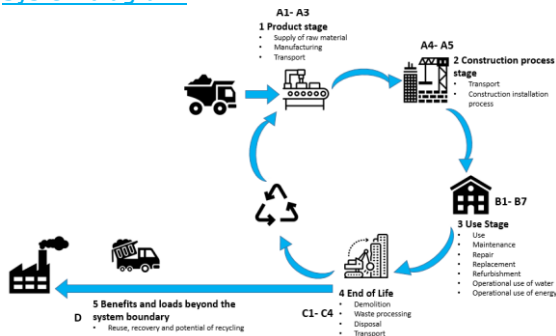 A1- A3
1 Product stage
• Supply of raw material
• Manufacturing
• Transport
A4- A5
2 Construction process
stage
• Transport
• Construction installation
process
B1- B7
3 Use Stage
• Use
• Maintenance
• Repair
• Replacement
• Refurbishment
• Operational use of water
• Operational use of energy
C1- C4
4 End of Life
• Demolition
• Waste processing
• Disposal
• Transport
D
5 Benefits and loads beyond the
system boundary
• Reuse, recovery and potential of recycling